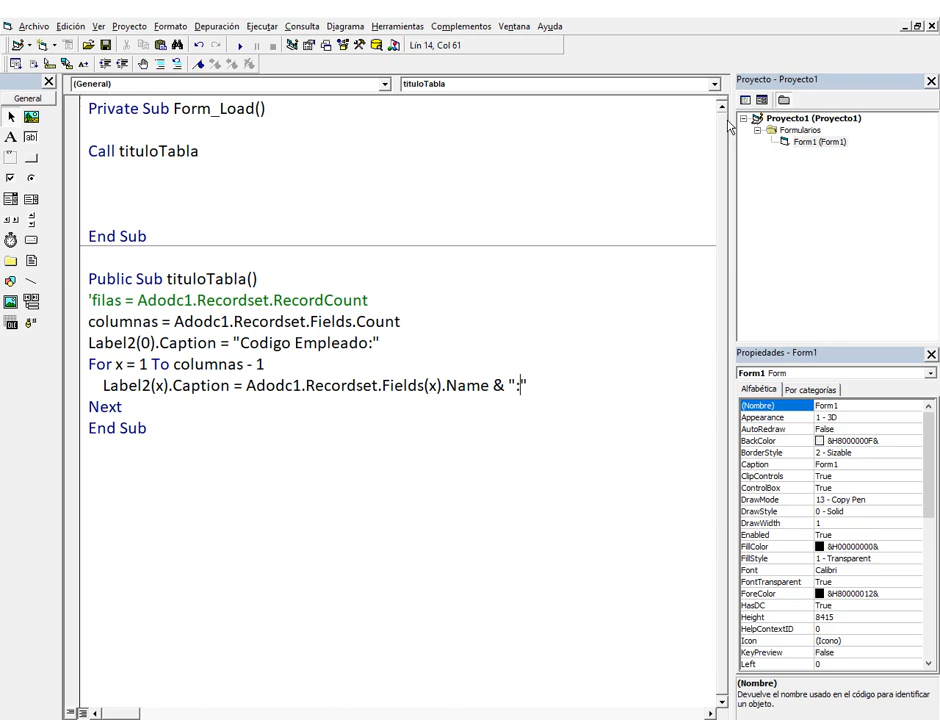 Archivo Edición Ver Proyecto Formato Depuración Ejecutar Consulta Diagrama Herramientas Complementos Ventana Ayuda
Lín 14, Col 61
General
(General)
tituloTabla
Private Sub Form_Load()
Call tituloTabla
End Sub
Public Sub tituloTabla()
'filas = Adodc1.Recordset.RecordCount
columnas = Adodc1.Recordset.Fields.Count
Label2(0).Caption = "Codigo Empleado:"
For x = 1 To columnas - 1
Label2(x).Caption = Adodc1.Recordset.Fields(x).Name & ":"
Next
End Sub
Proyecto - Proyecto1
Proyecto1 (Proyecto1)
Formularios
Form1 (Form1)
Propiedades - Form1
Form1 Form
Alfabética Por categorías
(Nombre) Form1
Appearance 1 - 3D
AutoRedraw False
BackColor &H8000000F&
BorderStyle 2 - Sizable
Caption Form1
ClipControls True
ControlBox True
DrawMode 13 - Copy Pen
DrawStyle 0 - Solid
DrawWidth 1
Enabled True
FillColor &H00000000&
FillStyle 1 - Transparent
Font Calibri
FontTransparent True
ForeColor &H80000012&
HasDC True
Height 8415
HelpContextID 0
Icon (Icono)
KeyPreview False
Left 0
(Nombre)
Devuelve el nombre usado en el código para identificar
un objeto.